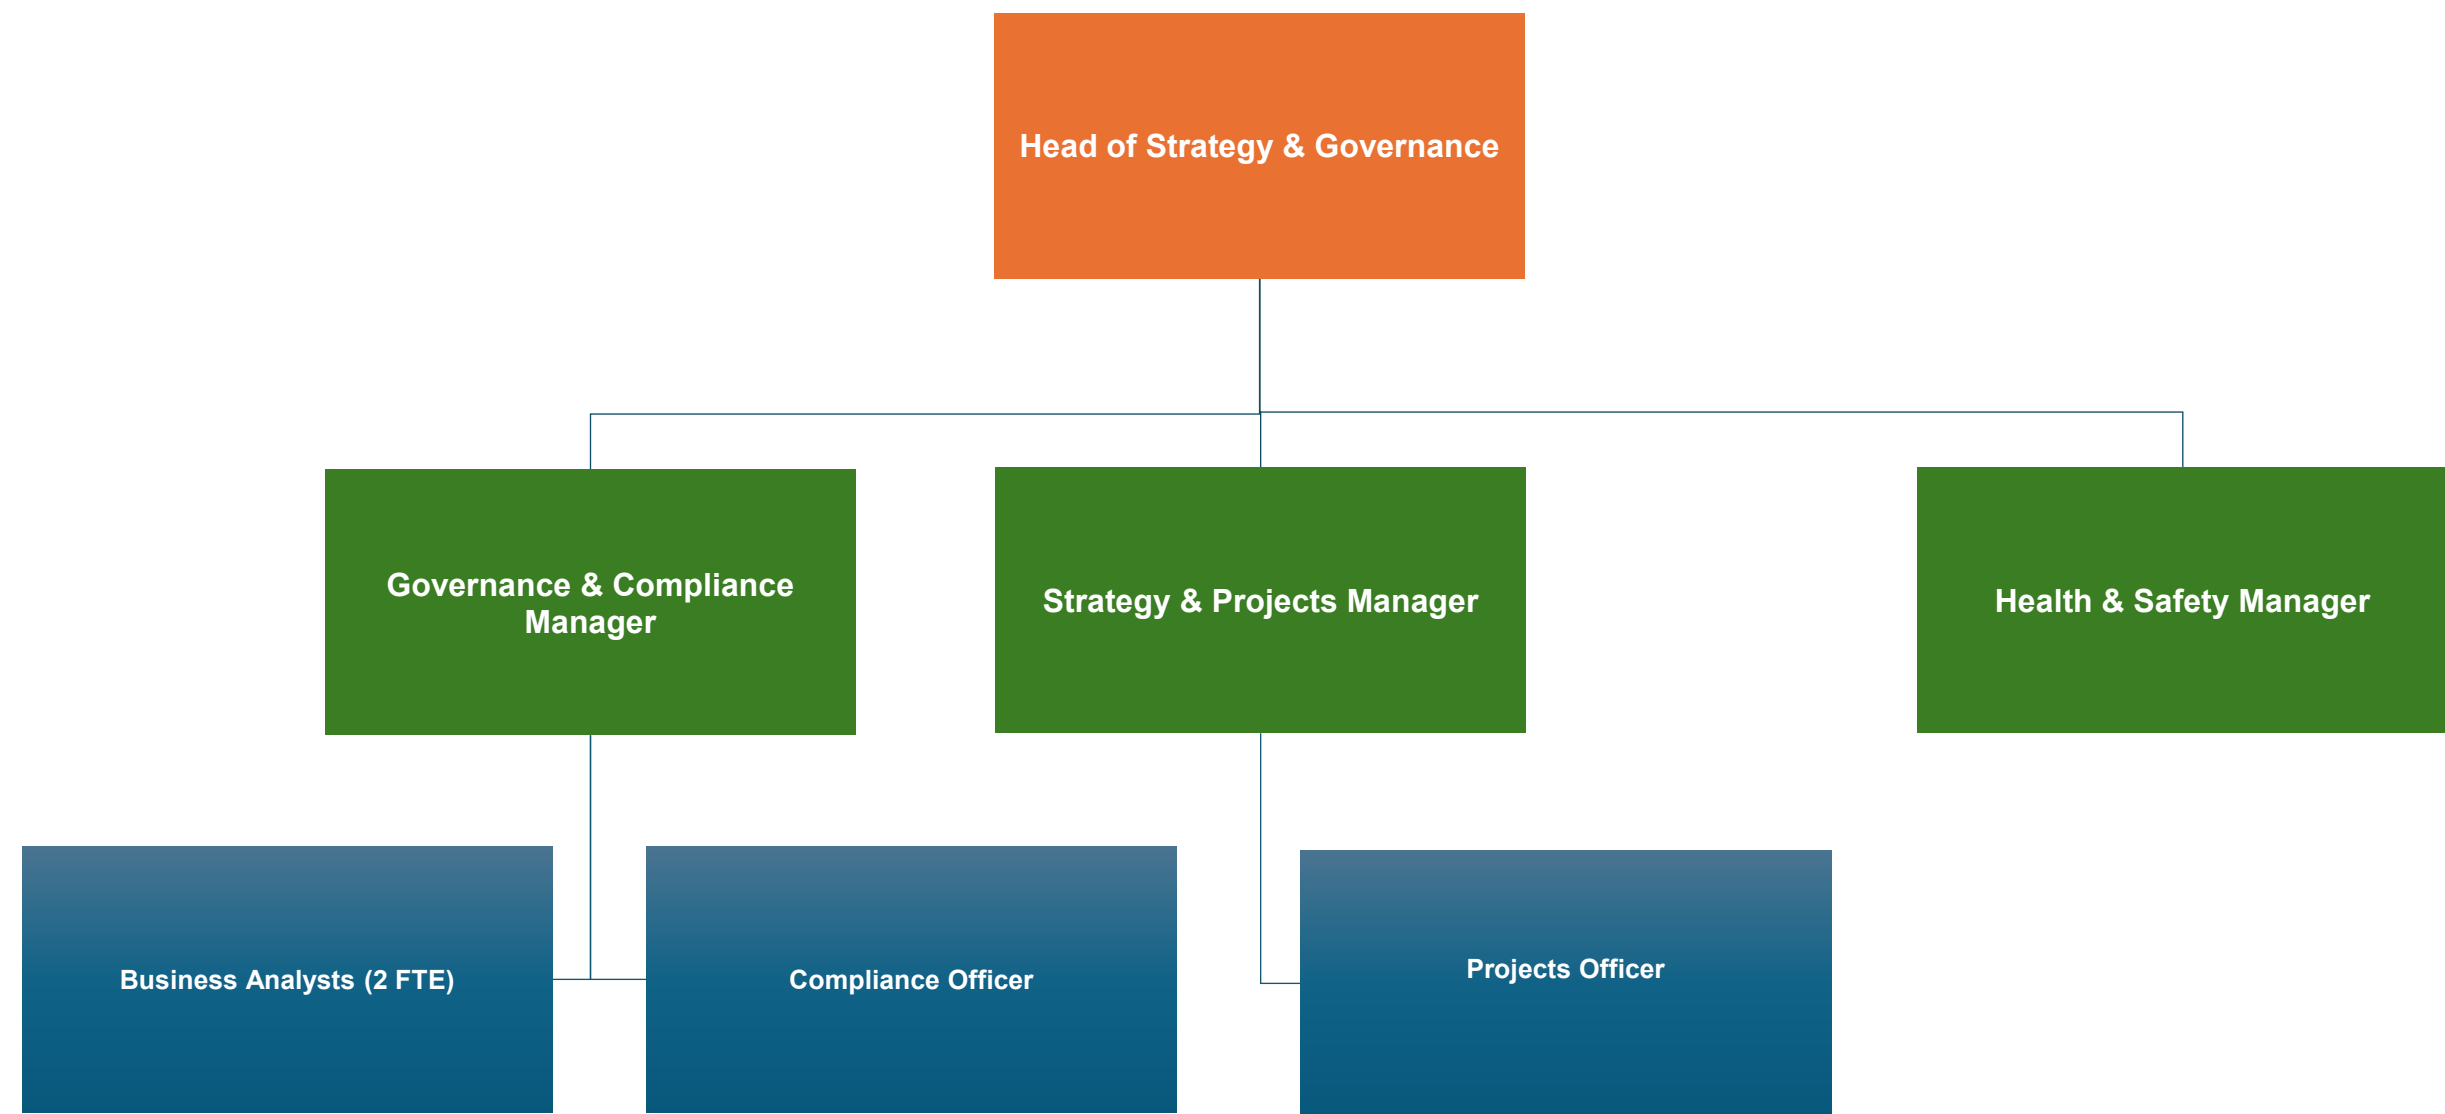 Head of Strategy & Governance
Governance & Compliance
Manager
Strategy & Projects Manager
Health & Safety Manager
Business Analysts (2 FTE)
Compliance Officer
Projects Officer